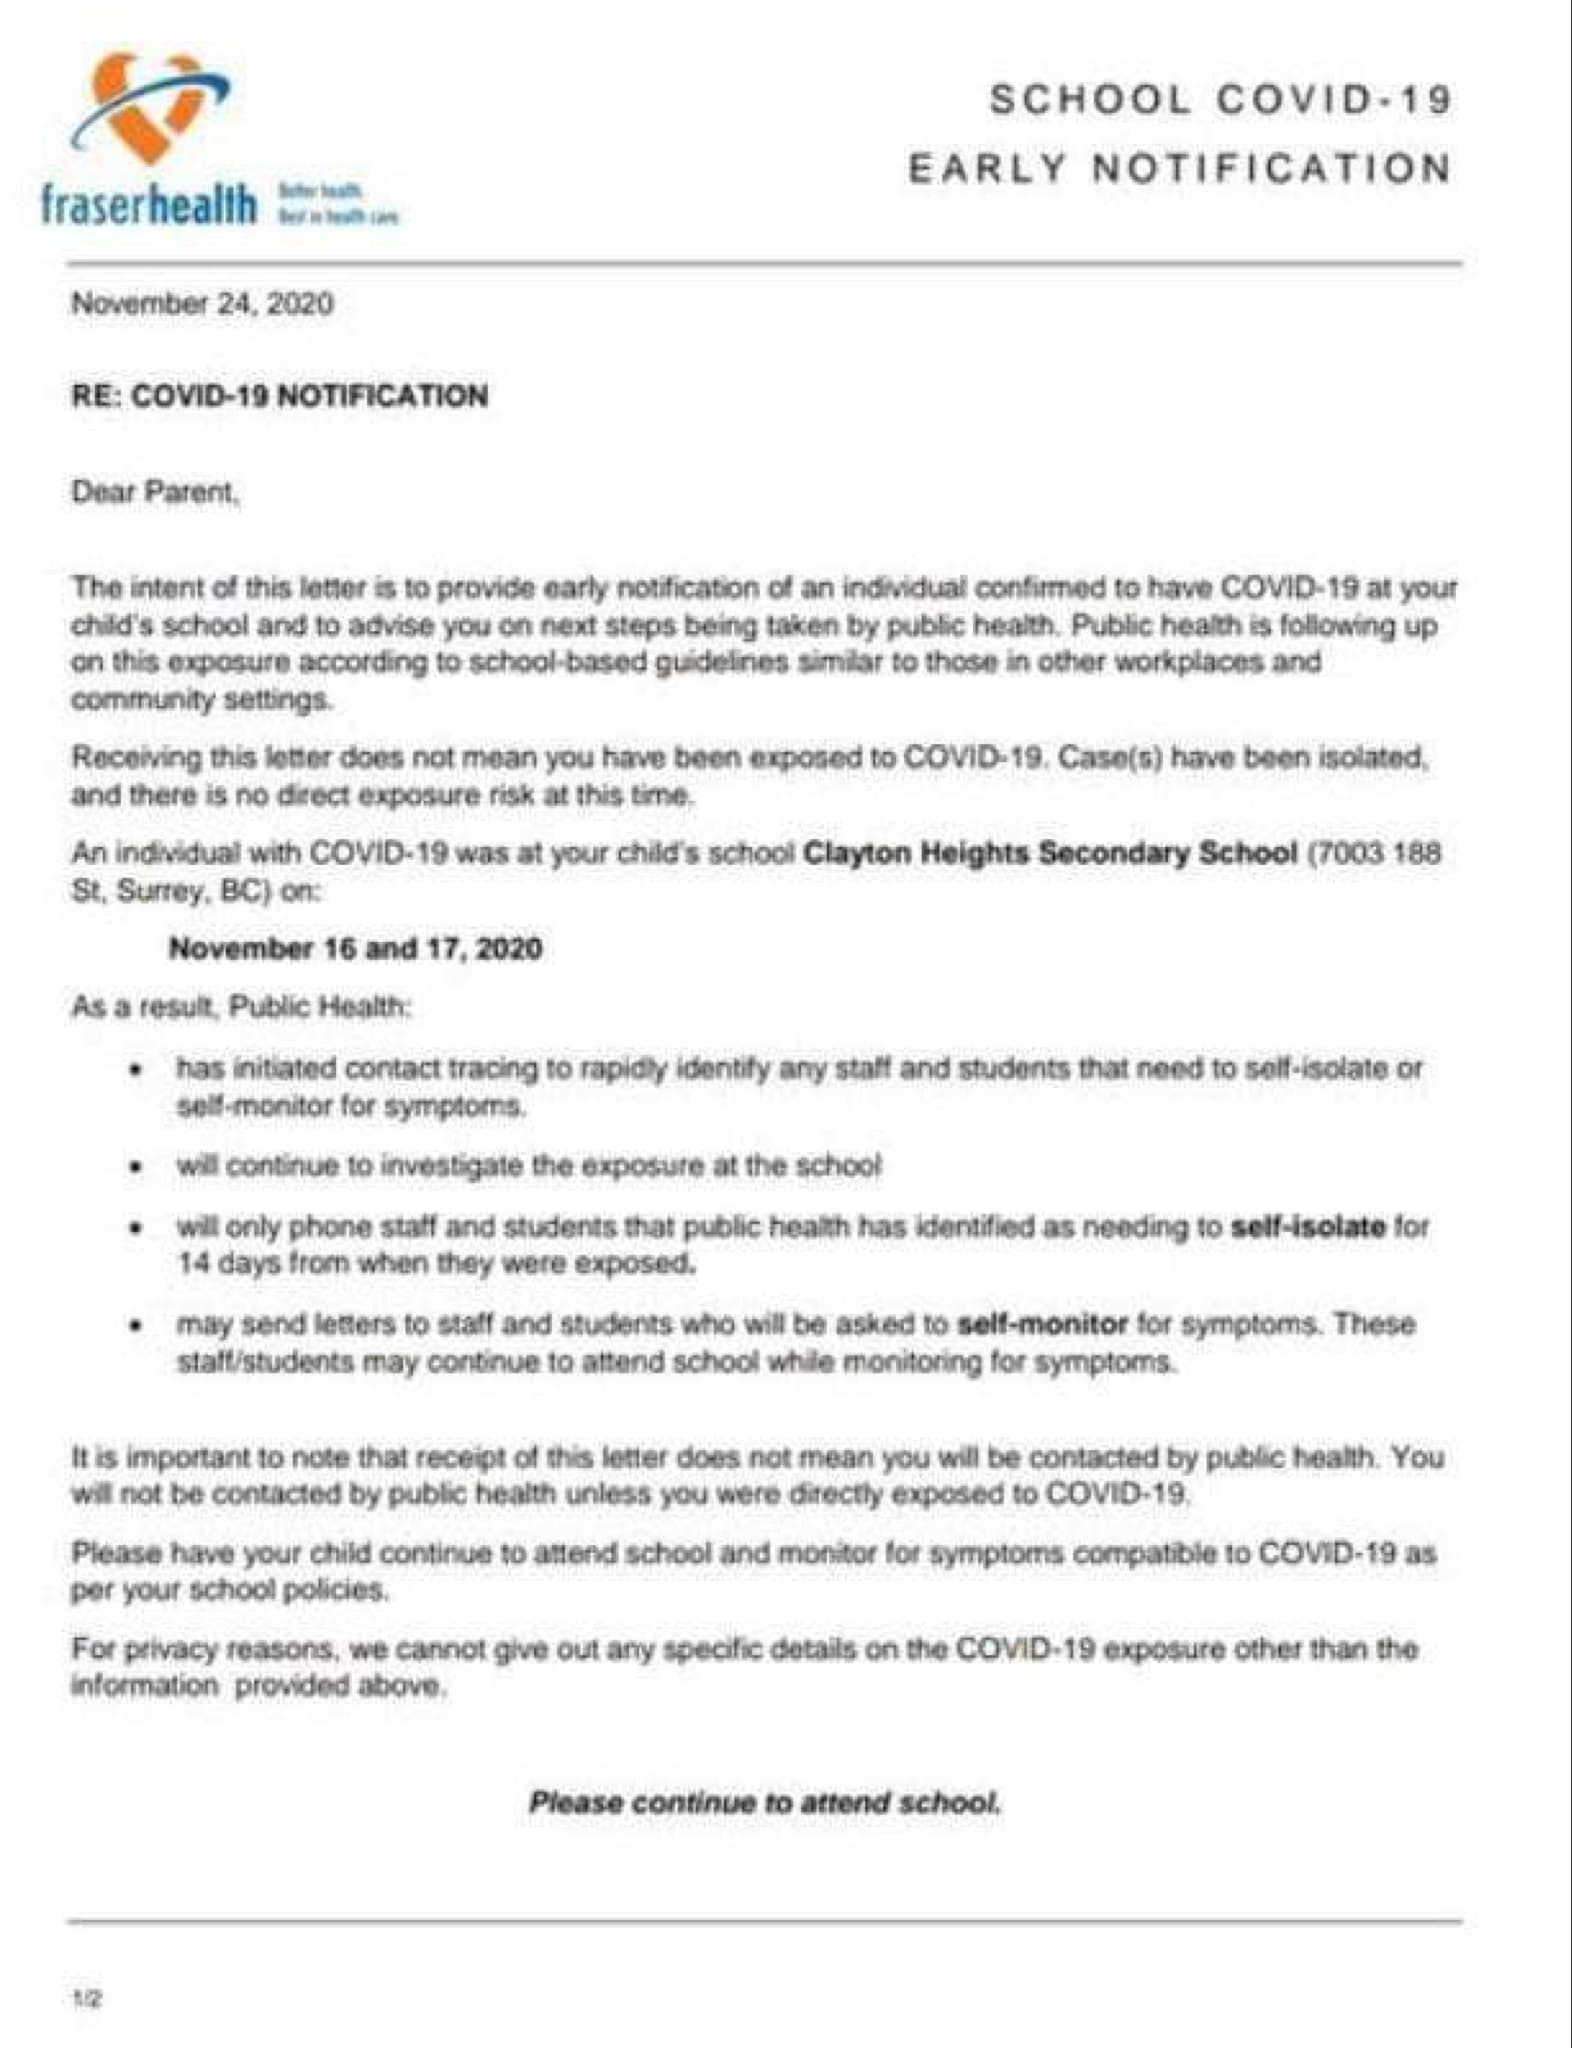 SCHOOL COVID-19
EARLY NOTIFICATION
fraserhealth
Better health.
Best in health care.
November 24, 2020
RE: COVID-19 NOTIFICATION
Dear Parent,
The intent of this letter is to provide early notification of an individual confirmed to have COVID-19 at your
child's school and to advise you on next steps being taken by public health. Public health is following up
on this exposure according to school-based guidelines similar to those in other workplaces and
community settings.
Receiving this letter does not mean you have been exposed to COVID-19. Case(s) have been isolated,
and there is no direct exposure risk at this time.
An individual with COVID-19 was at your child's school Clayton Heights Secondary School (7003 188
St, Surrey, BC) on:
November 16 and 17, 2020
As a result, Public Health:
• has initiated contact tracing to rapidly identify any staff and students that need to self-isolate or
self-monitor for symptoms.
• will continue to investigate the exposure at the school
• will only phone staff and students that public health has identified as needing to self-isolate for
14 days from when they were exposed.
• may send letters to staff and students who will be asked to self-monitor for symptoms. These
staff/students may continue to attend school while monitoring for symptoms.
It is important to note that receipt of this letter does not mean you will be contacted by public health. You
will not be contacted by public health unless you were directly exposed to COVID-19.
Please have your child continue to attend school and monitor for symptoms compatible to COVID-19 as
per your school policies.
For privacy reasons, we cannot give out any specific details on the COVID-19 exposure other than the
information provided above.
Please continue to attend school.
1/2